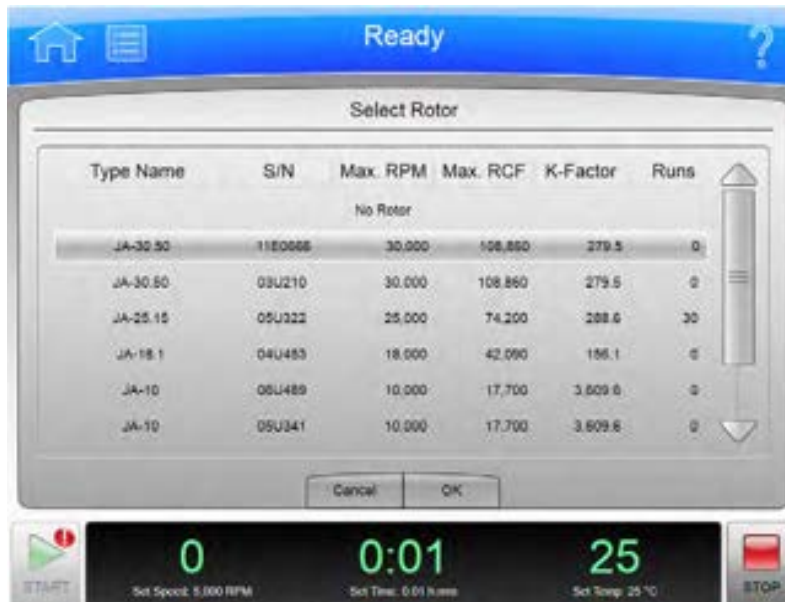 Ready
?
Select Rotor
Type Name S/N Max. RPM Max. RCF K-Factor Runs
No Rotor
JA-30.50 30,000 108,860 279.5 0
JA-30.50 03U210 30,000 108,860 279.5 0
JA-25.15 05U322 25,000 74,200 288.6 30
JA-18.1 04U453 18,000 42,090 156.1 0
JA-10 06U489 10,000 17,700 3,609.6 0
JA-10 05U341 10,000 17,700 3,609.6 0
Cancel OK
START ! 0 0:01 25 STOP
Set Speed: 5,000 RPM Set Time: 0:01 h:mm Set Temp: 25 °C